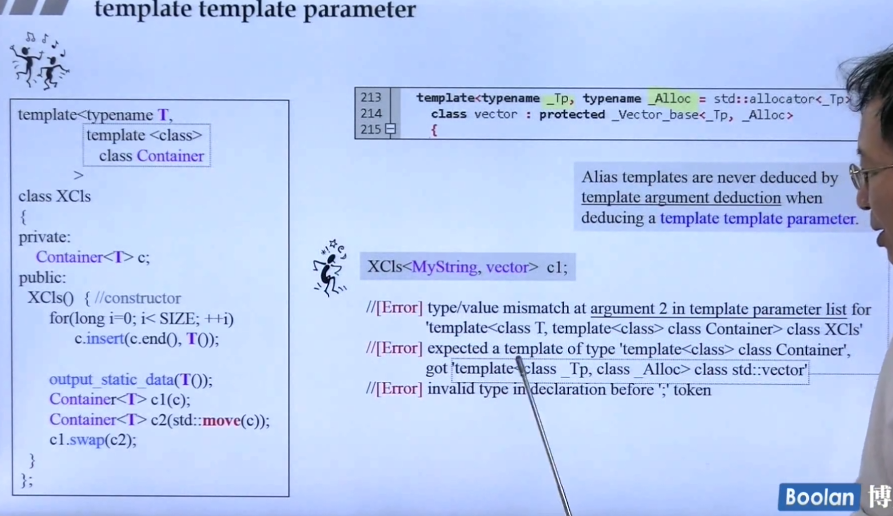 template template parameter
template<typename T,
template <class>
class Container
>
class XCls
{
private:
Container<T> c;
public:
XCls() { //constructor
for(long i=0; i< SIZE; ++i)
c.insert(c.end(), T());
output_static_data(T());
Container<T> c1(c);
Container<T> c2(std::move(c));
c1.swap(c2);
}
};
213 template<typename _Tp, typename _Alloc = std::allocator<_Tp>
214 class vector : protected _Vector_base<_Tp, _Alloc>
215 {
Alias templates are never deduced by
template argument deduction when
deducing a template template parameter.
XCls<MyString, vector> c1;
//[Error] type/value mismatch at argument 2 in template parameter list for
'template<class T, template<class> class Container> class XCls'
//[Error] expected a template of type 'template<class> class Container',
got 'template<class _Tp, class _Alloc> class std::vector'
//[Error] invalid type in declaration before ';' token
Boolan 博